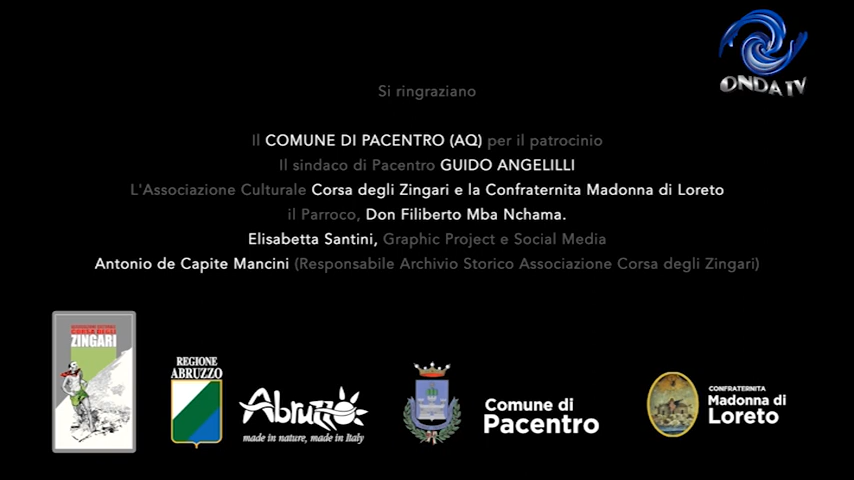 ONDA TV
Si ringraziano
Il COMUNE DI PACENTRO (AQ) per il patrocinio
Il sindaco di Pacentro GUIDO ANGELILLI
L'Associazione Culturale Corsa degli Zingari e la Confraternita Madonna di Loreto
il Parroco, Don Filiberto Mba Nchama.
Elisabetta Santini, Graphic Project e Social Media
Antonio de Capite Mancini (Responsabile Archivio Storico Associazione Corsa degli Zingari)
CORSA DEGLI
ZINGARI
REGIONE
ABRUZZO
Abruzzo
made in nature, made in Italy
Comune di
Pacentro
CONFRATERNITA
Madonna di
Loreto